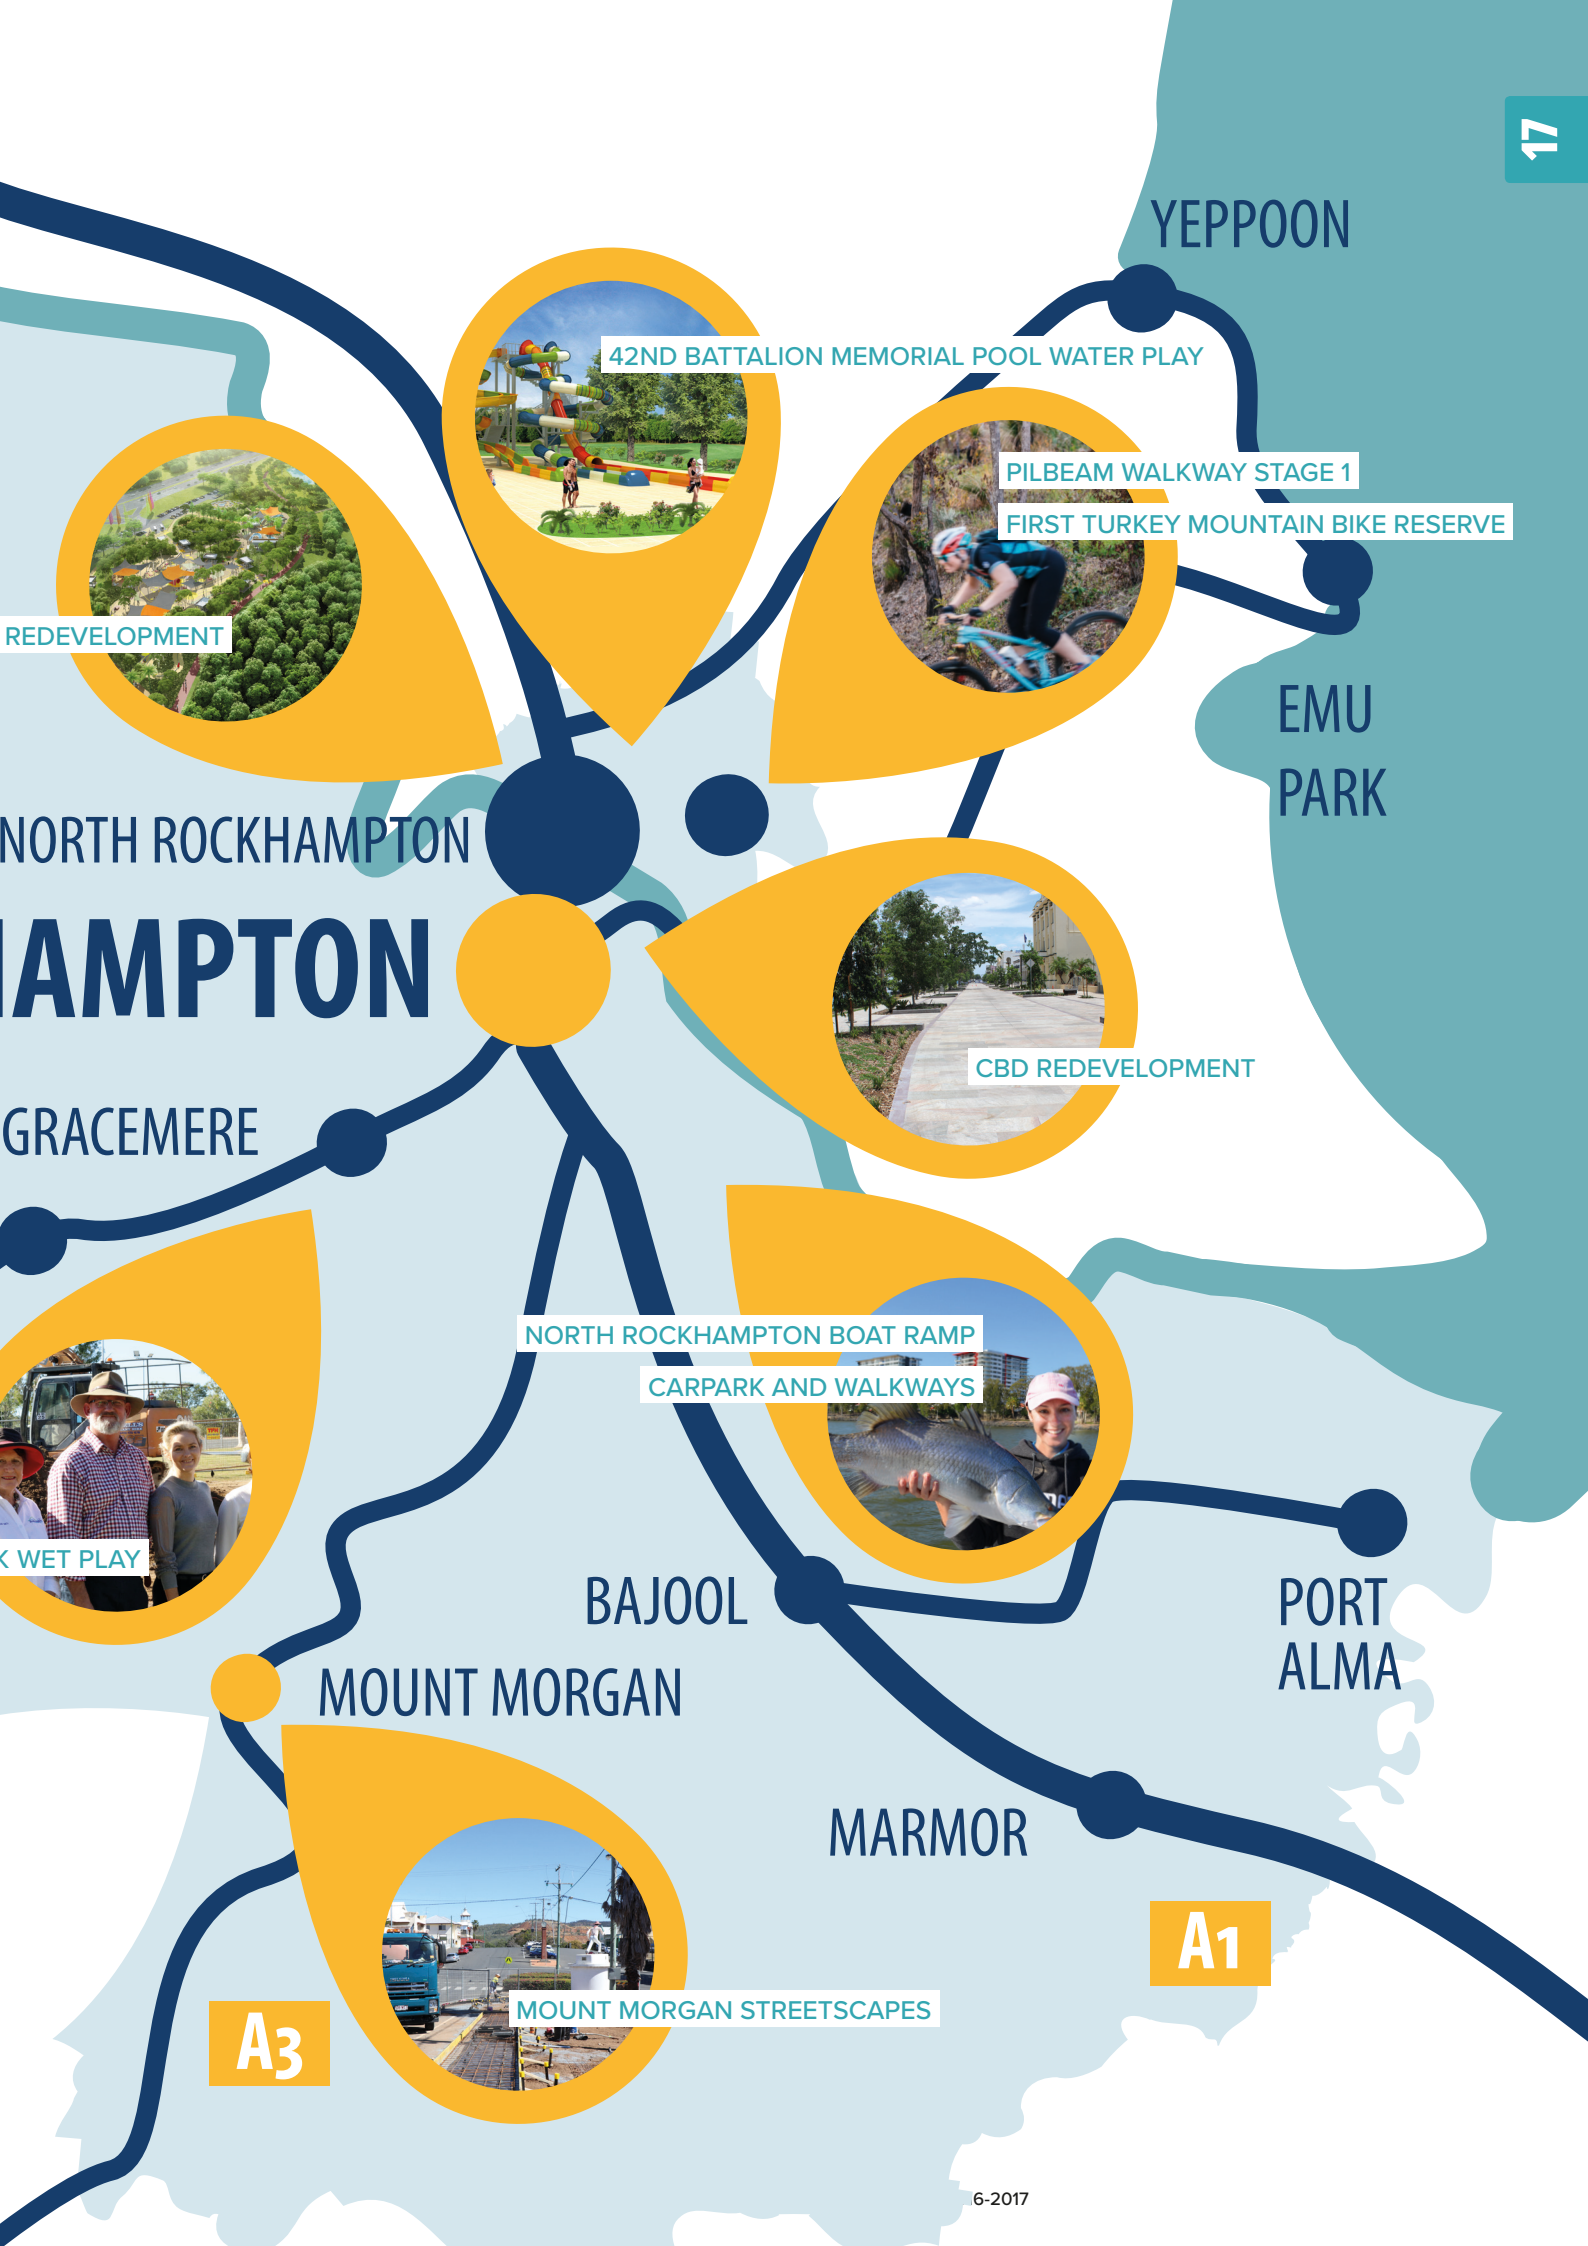 17
YEPPOON
42ND BATTALION MEMORIAL POOL WATER PLAY
PILBEAM WALKWAY STAGE 1
FIRST TURKEY MOUNTAIN BIKE RESERVE
REDEVELOPMENT
EMU
PARK
NORTH ROCKHAMPTON
HAMPTON
CBD REDEVELOPMENT
GRACEMERE
NORTH ROCKHAMPTON BOAT RAMP
CARPARK AND WALKWAYS
K WET PLAY
BAJOOL
PORT
ALMA
MOUNT MORGAN
MARMOR
A1
MOUNT MORGAN STREETSCAPES
A3
6-2017